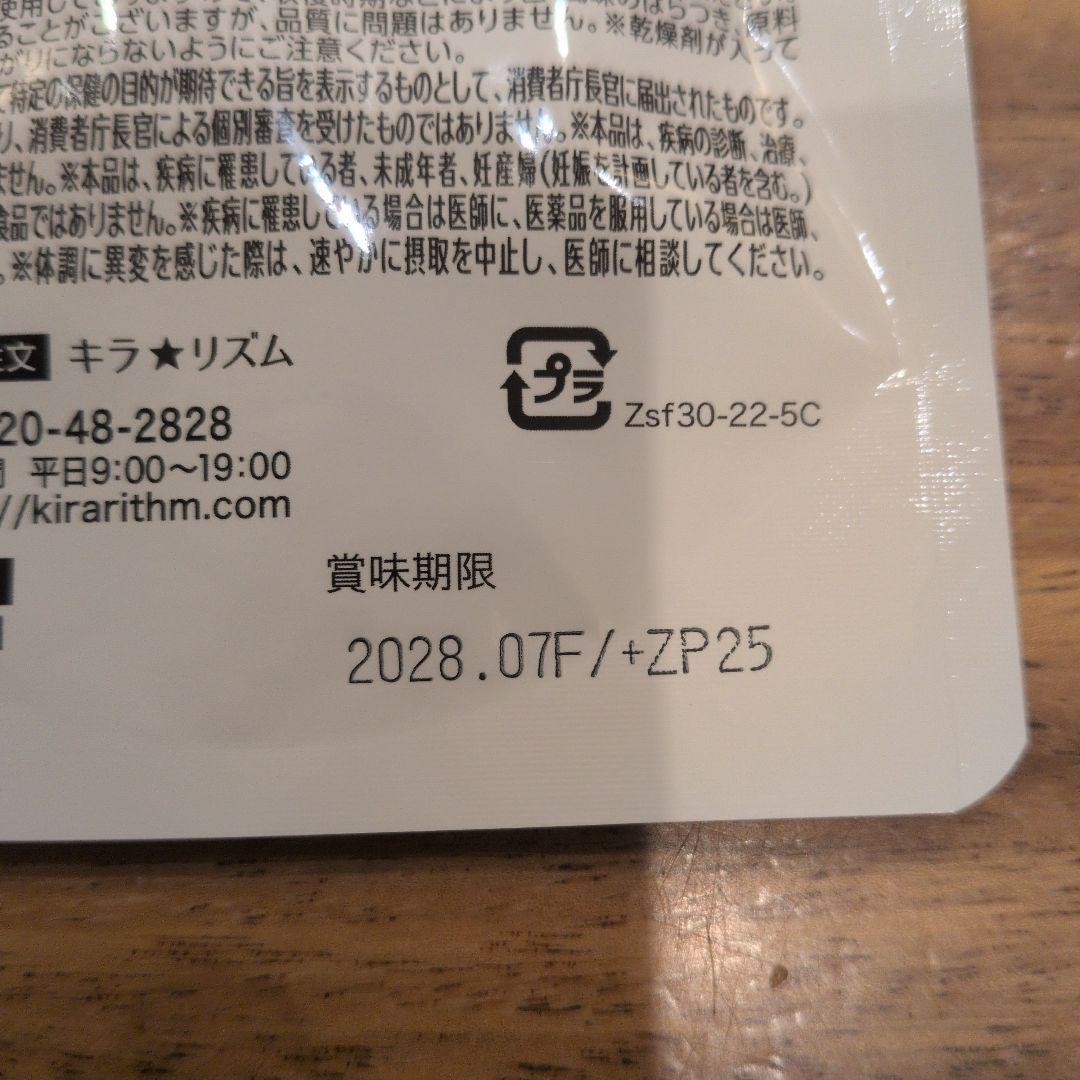 ることがございますが、品質に問題はありません。※乾燥剤が入って
がりにならないようにご注意ください。
特定の保健の目的が期待できる旨を表示するものとして、消費者庁長官に届出されたものです。
り、消費者庁長官による個別審査を受けたものではありません。※本品は、疾病の診断、治療、
ません。※本品は、疾病に罹患している者、未成年者、妊産婦(妊娠を計画している者を含む。)
食品ではありません。※疾病に罹患している場合は医師に、医薬品を服用している場合は医師、
。※体調に異変を感じた際は、速やかに摂取を中止し、医師に相談してください。
注文 キラ★リズム
20-48-2828
間 平日9:00〜19:00
//kirarithm.com
プラ Zsf30-22-5C
賞味期限
2028.07F/+ZP25